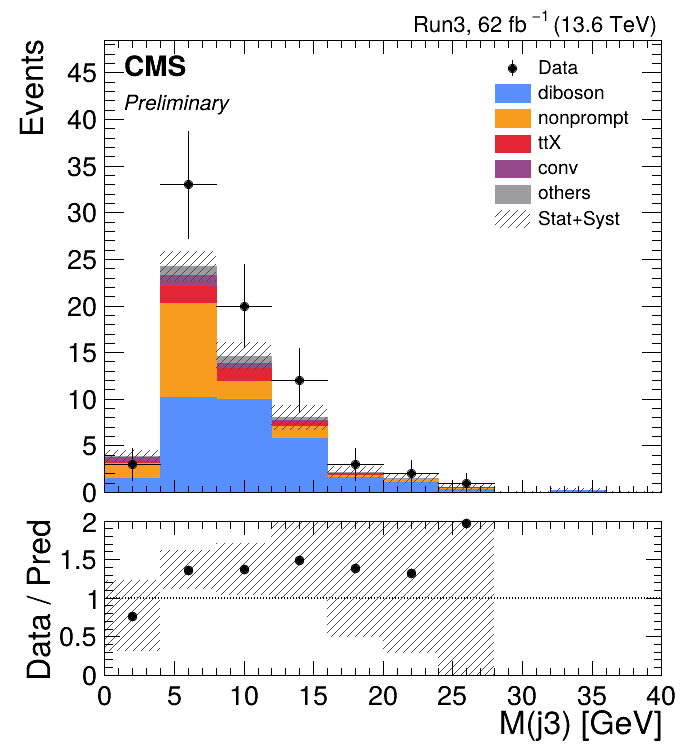 Run3, 62 fb⁻¹ (13.6 TeV)
CMS
Preliminary
Events
45
40
35
30
25
20
15
10
5
0
Data
diboson
nonprompt
ttX
conv
others
Stat+Syst
Data / Pred
2
1.5
1
0.5
0
0 5 10 15 20 25 30 35 40
M(j3) [GeV]